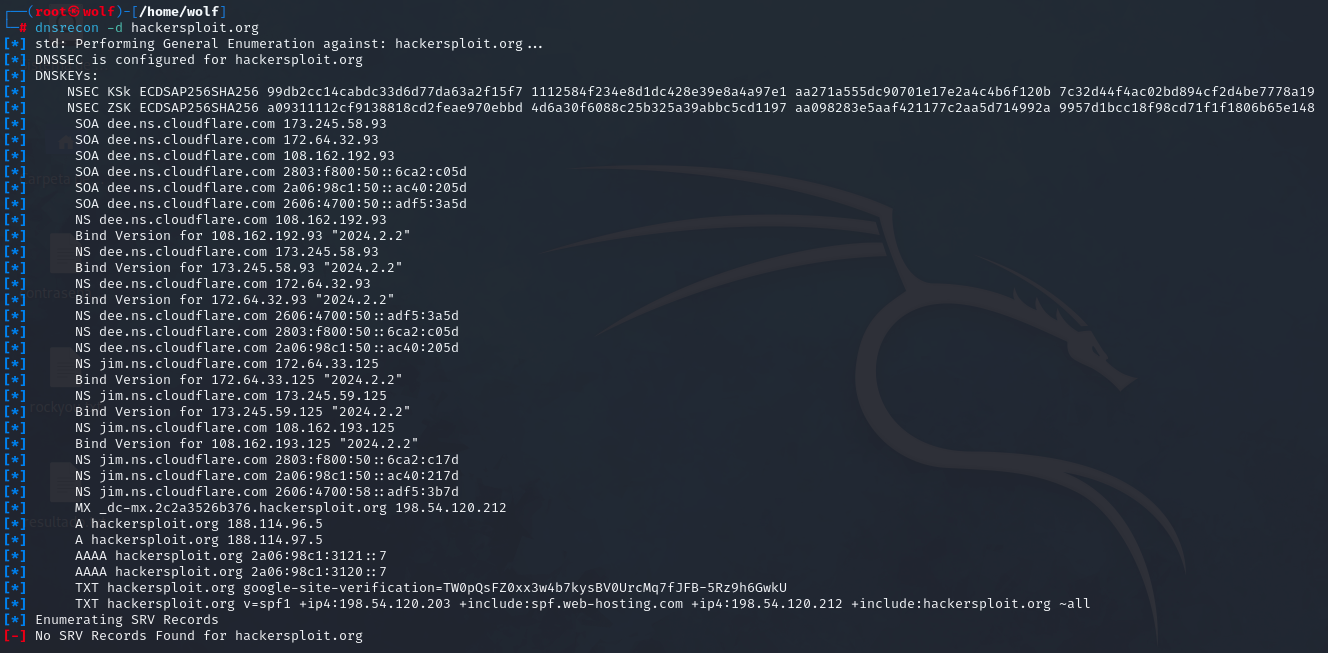 ┌──(root㉿wolf)-[/home/wolf]
└─# dnsrecon -d hackersploit.org
[*] std: Performing General Enumeration against: hackersploit.org...
[*] DNSSEC is configured for hackersploit.org
[*] DNSKEYs:
[*]     NSEC KSk ECDSAP256SHA256 99db2cc14cabdc33d6d77da63a2f15f7 1112584f234e8d1dc428e39e8a4a97e1 aa271a555dc90701e17e2a4c4b6f120b 7c32d44f4ac02bd894cf2d4be7778a19
[*]     NSEC ZSK ECDSAP256SHA256 a09311112cf9138818cd2feae970ebbd 4d6a30f6088c25b325a39abbc5cd1197 aa098283e5aaf421177c2aa5d714992a 9957d1bcc18f98cd71f1f1806b65e148
[*]      SOA dee.ns.cloudflare.com 173.245.58.93
[*]      SOA dee.ns.cloudflare.com 172.64.32.93
[*]      SOA dee.ns.cloudflare.com 108.162.192.93
[*]      SOA dee.ns.cloudflare.com 2803:f800:50::6ca2:c05d
[*]      SOA dee.ns.cloudflare.com 2a06:98c1:50::ac40:205d
[*]      SOA dee.ns.cloudflare.com 2606:4700:50::adf5:3a5d
[*]      NS dee.ns.cloudflare.com 108.162.192.93
[*]      Bind Version for 108.162.192.93 "2024.2.2"
[*]      NS dee.ns.cloudflare.com 173.245.58.93
[*]      Bind Version for 173.245.58.93 "2024.2.2"
[*]      NS dee.ns.cloudflare.com 172.64.32.93
[*]      Bind Version for 172.64.32.93 "2024.2.2"
[*]      NS dee.ns.cloudflare.com 2606:4700:50::adf5:3a5d
[*]      NS dee.ns.cloudflare.com 2803:f800:50::6ca2:c05d
[*]      NS dee.ns.cloudflare.com 2a06:98c1:50::ac40:205d
[*]      NS jim.ns.cloudflare.com 172.64.33.125
[*]      Bind Version for 172.64.33.125 "2024.2.2"
[*]      NS jim.ns.cloudflare.com 173.245.59.125
[*]      Bind Version for 173.245.59.125 "2024.2.2"
[*]      NS jim.ns.cloudflare.com 108.162.193.125
[*]      Bind Version for 108.162.193.125 "2024.2.2"
[*]      NS jim.ns.cloudflare.com 2803:f800:50::6ca2:c17d
[*]      NS jim.ns.cloudflare.com 2a06:98c1:50::ac40:217d
[*]      NS jim.ns.cloudflare.com 2606:4700:58::adf5:3b7d
[*]      MX _dc-mx.2c2a3526b376.hackersploit.org 198.54.120.212
[*]      A hackersploit.org 188.114.96.5
[*]      A hackersploit.org 188.114.97.5
[*]      AAAA hackersploit.org 2a06:98c1:3121::7
[*]      AAAA hackersploit.org 2a06:98c1:3120::7
[*]      TXT hackersploit.org google-site-verification=TW0pQsFZ0xx3w4b7kysBV0UrcMq7fJFB-5Rz9h6GwkU
[*]      TXT hackersploit.org v=spf1 +ip4:198.54.120.203 +include:spf.web-hosting.com +ip4:198.54.120.212 +include:hackersploit.org ~all
[*] Enumerating SRV Records
[-] No SRV Records Found for hackersploit.org